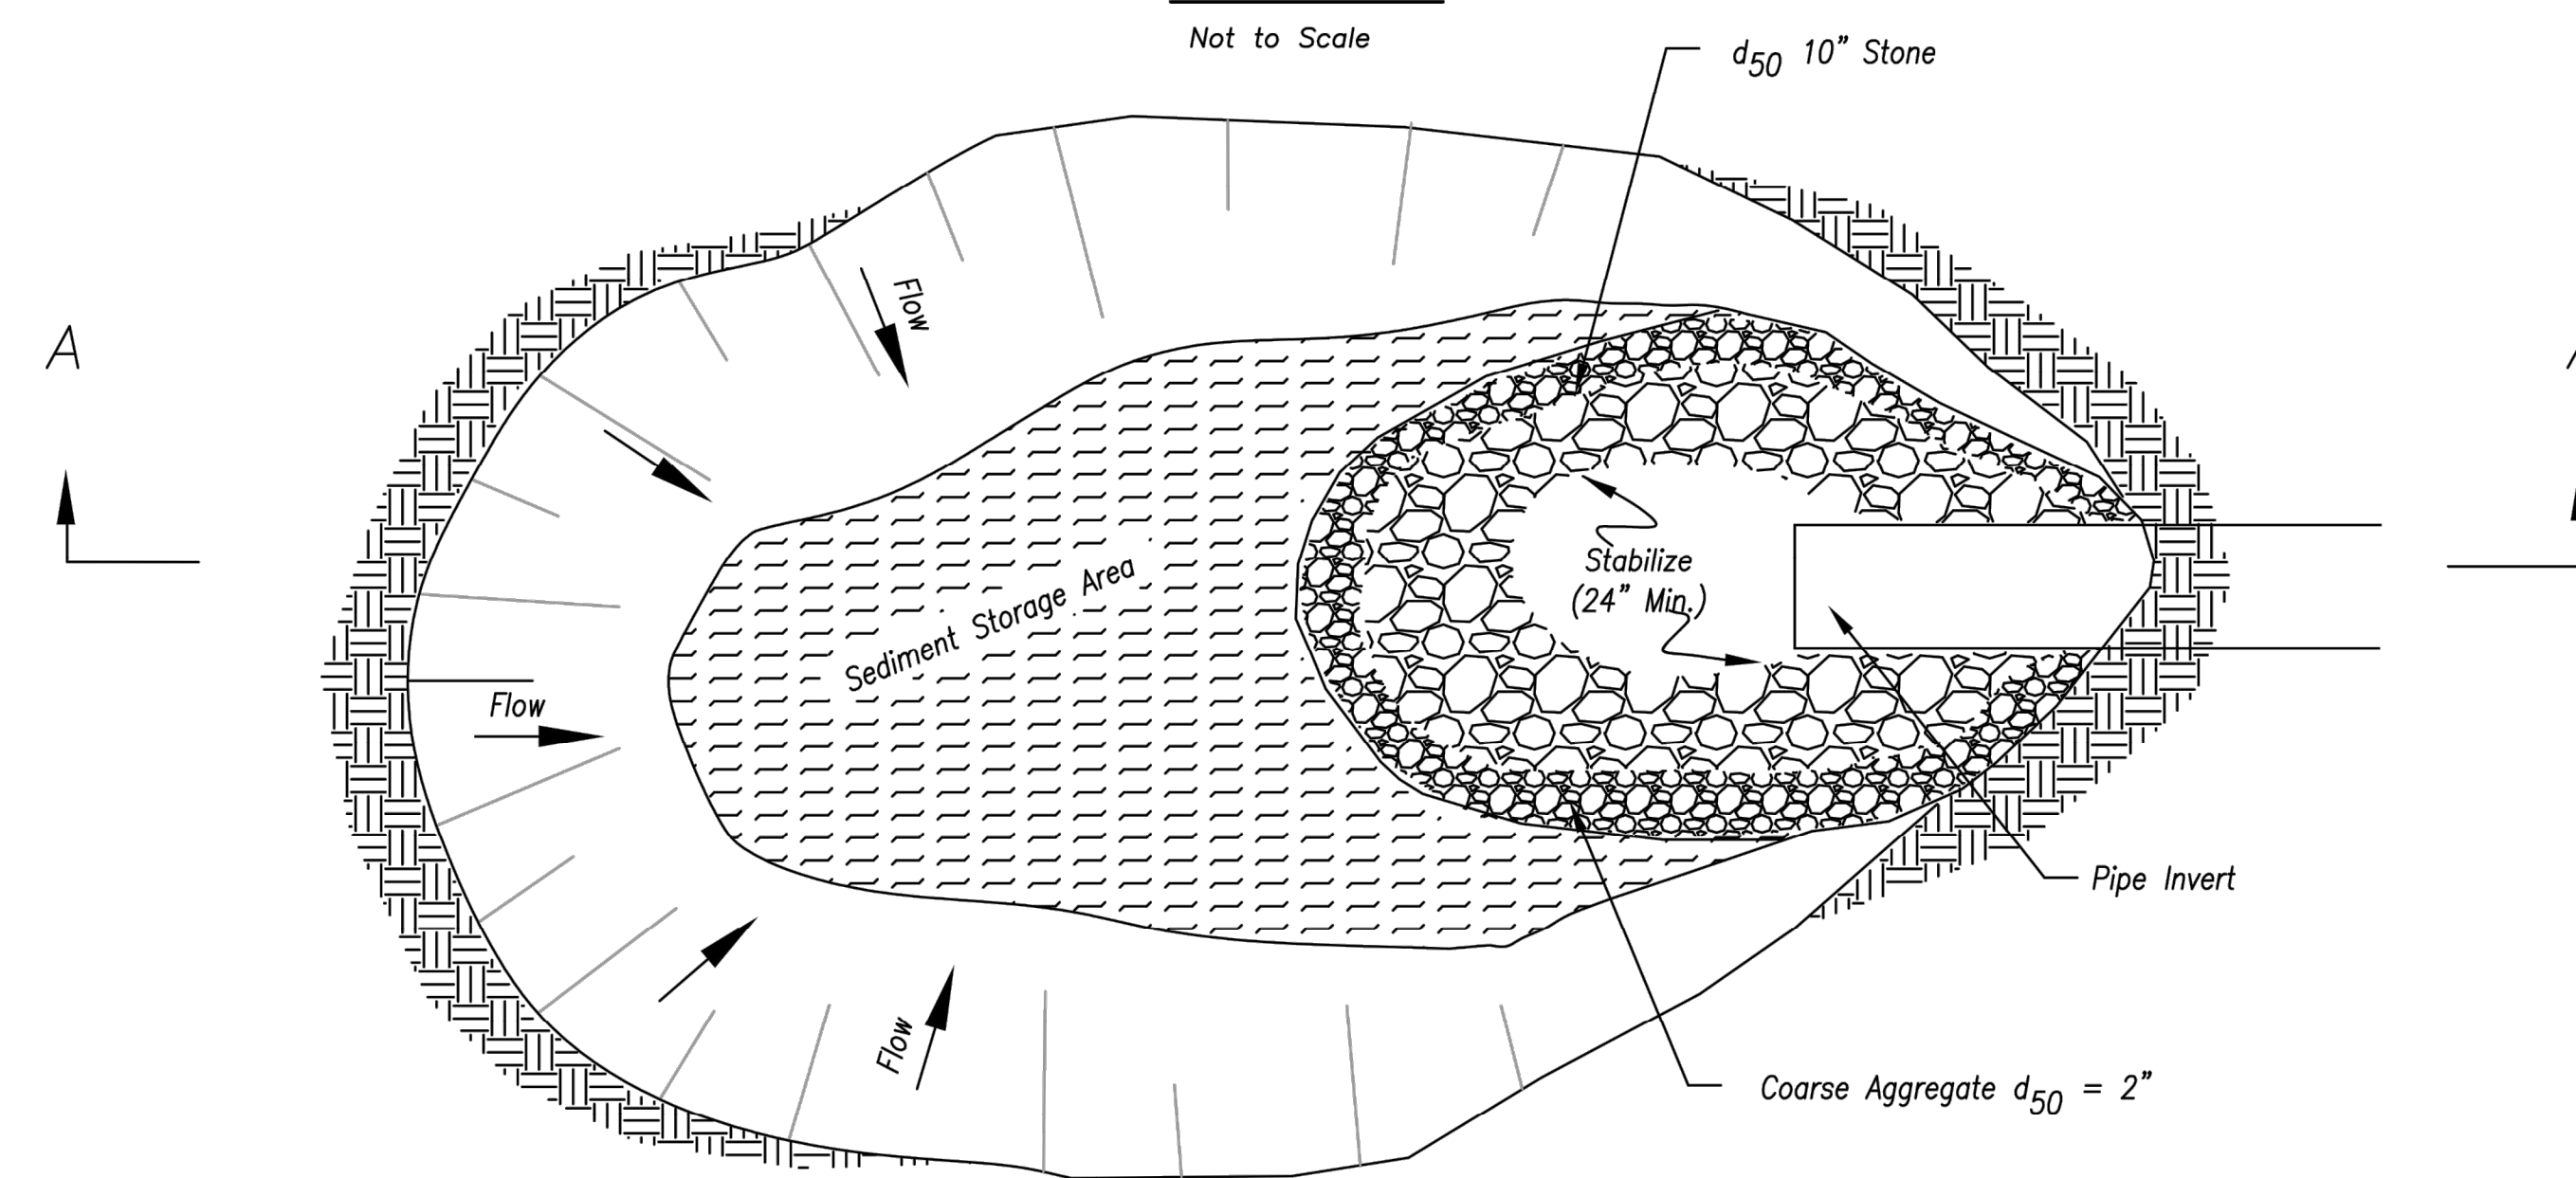 Not to Scale
d50 10” Stone
Flow
A
Stabilize
(24” Min.)
Sediment Storage Area
Flow
Pipe Invert
Flow
Coarse Aggregate d50 = 2”